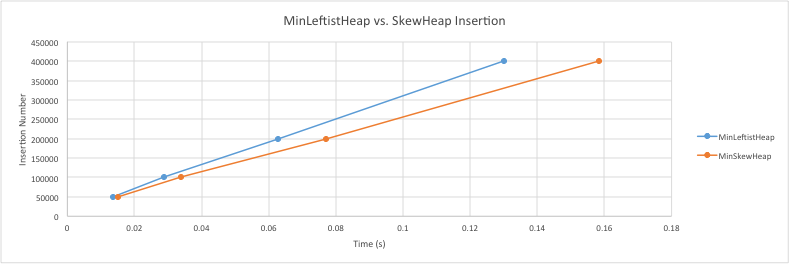 MinLeftistHeap vs. SkewHeap Insertion
450000
400000
350000
300000
250000
200000
150000
100000
50000
0
Insertion Number
0 0.02 0.04 0.06 0.08 0.1 0.12 0.14 0.16 0.18
Time (s)
MinLeftistHeap
MinSkewHeap